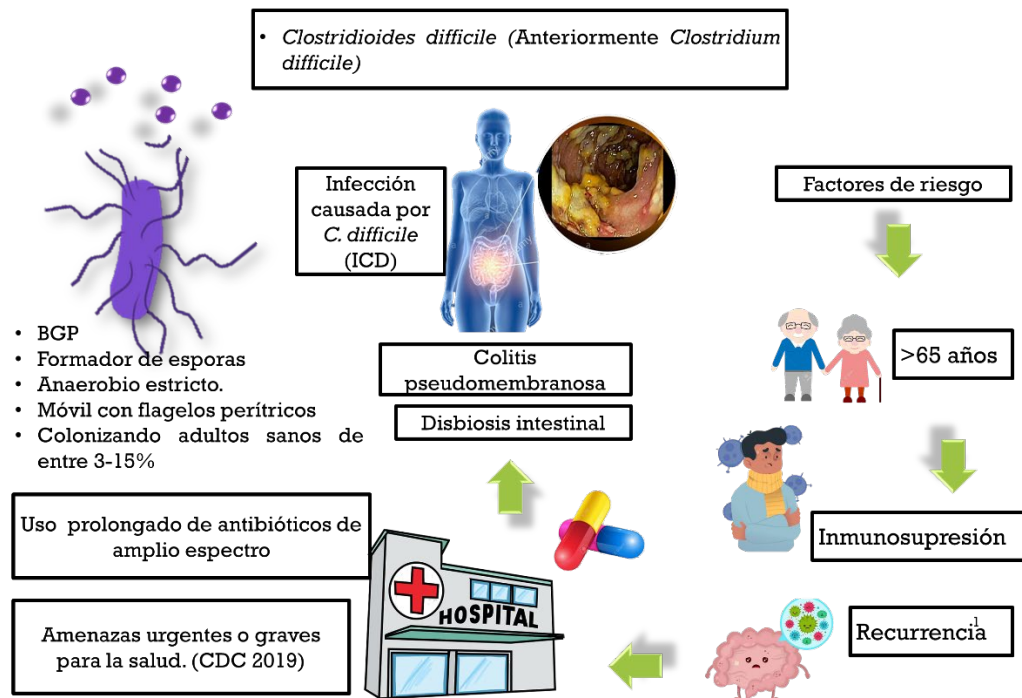 • Clostridioides difficile (Anteriormente Clostridium
difficile)
Infección
causada por
C. difficile
(ICD)
Factores de riesgo
• BGP
• Formador de esporas
• Anaerobio estricto.
• Móvil con flagelos perítricos
• Colonizando adultos sanos de
entre 3-15%
Colitis
pseudomembranosa
Disbiosis intestinal
>65 años
Uso prolongado de antibióticos de
amplio espectro
Inmunosupresión
HOSPITAL
Amenazas urgentes o graves
para la salud. (CDC 2019)
Recurrencia